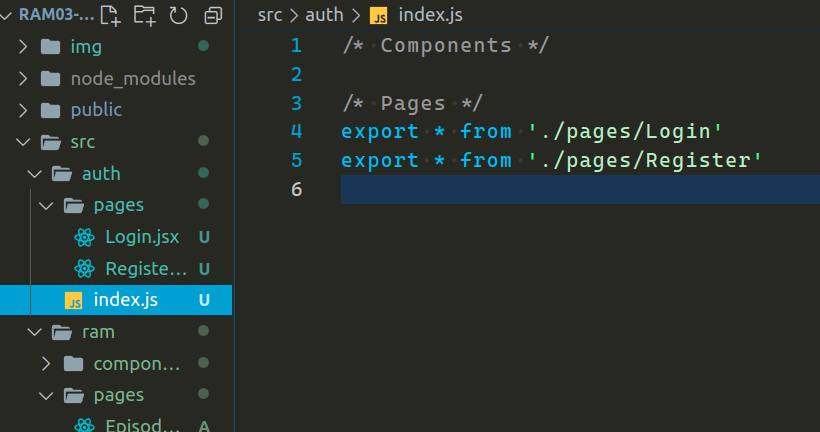 RAM03-...
img
node_modules
public
src
auth
pages
Login.jsx U
Registe... U
JS index.js U
ram
compon...
pages
Episod... A
src > auth > JS index.js
1 /* Components */
2
3 /* Pages */
4 export * from './pages/Login'
5 export * from './pages/Register'
6